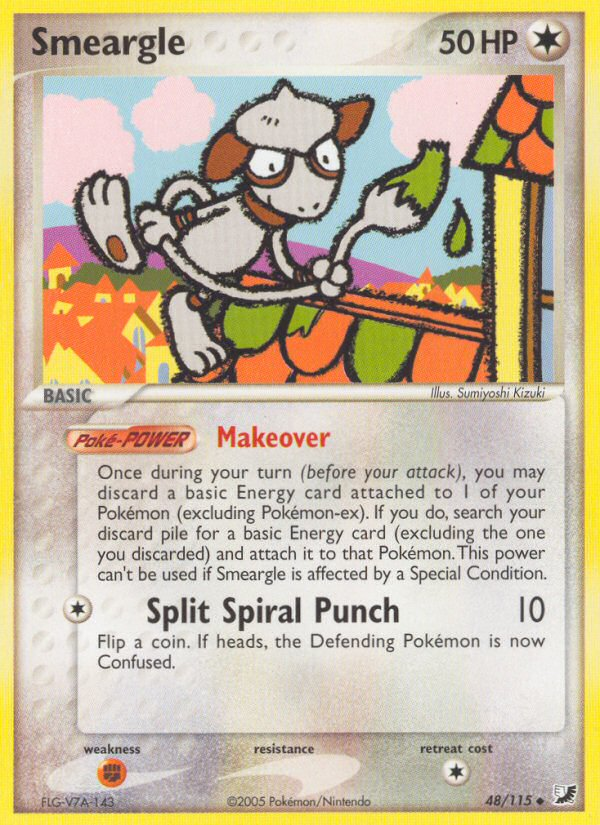 Smeargle 50 HP
BASIC Illus. Sumiyoshi Kizuki
Poké-POWER Makeover
Once during your turn (before your attack), you may
discard a basic Energy card attached to 1 of your
Pokémon (excluding Pokémon-ex). If you do, search your
discard pile for a basic Energy card (excluding the one
you discarded) and attach it to that Pokémon. This power
can't be used if Smeargle is affected by a Special Condition.
Split Spiral Punch 10
Flip a coin. If heads, the Defending Pokémon is now
Confused.
weakness resistance retreat cost
FLG-V7A-143 ©2005 Pokémon/Nintendo 48/115